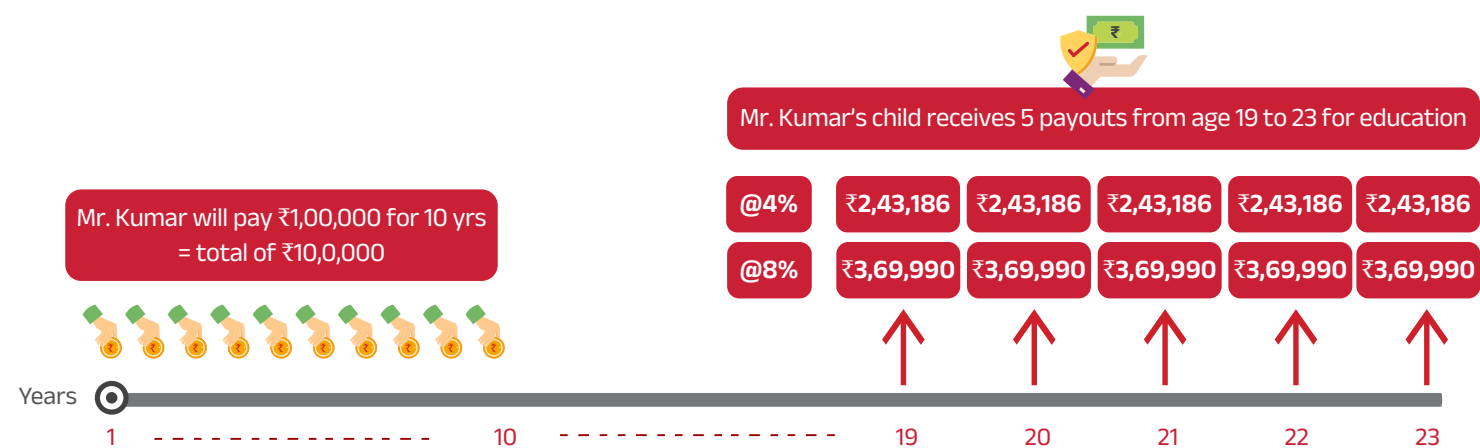 ₹
Mr. Kumar's child receives 5 payouts from age 19 to 23 for education
Mr. Kumar will pay ₹1,00,000 for 10 yrs
= total of ₹10,0,000
@4% ₹2,43,186 ₹2,43,186 ₹2,43,186 ₹2,43,186 ₹2,43,186
@8% ₹3,69,990 ₹3,69,990 ₹3,69,990 ₹3,69,990 ₹3,69,990
₹ ₹ ₹ ₹ ₹ ₹ ₹ ₹ ₹ ₹
Years
1 10 19 20 21 22 23